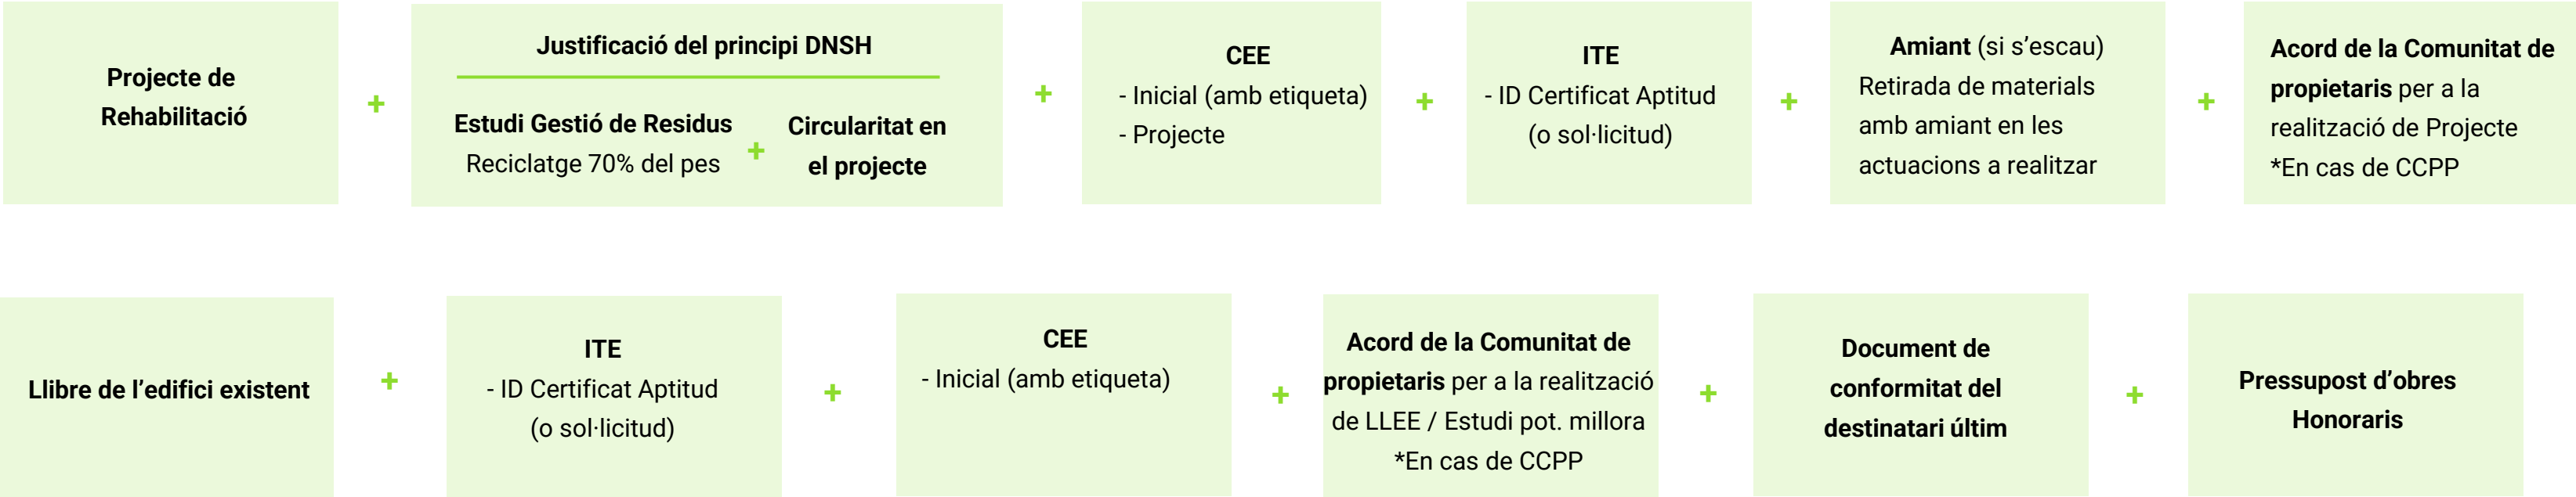 Projecte de
Rehabilitació
+
Justificació del principi DNSH
Estudi Gestió de Residus
Reciclatge 70% del pes
+
Circularitat en
el projecte
+
CEE
- Inicial (amb etiqueta)
- Projecte
+
ITE
- ID Certificat Aptitud
(o sol·licitud)
+
Amiant (si s’escau)
Retirada de materials
amb amiant en les
actuacions a realitzar
+
Acord de la Comunitat de
propietaris per a la
realització de Projecte
*En cas de CCPP
Llibre de l’edifici existent
+
ITE
- ID Certificat Aptitud
(o sol·licitud)
+
CEE
- Inicial (amb etiqueta)
+
Acord de la Comunitat de
propietaris per a la realització
de LLEE / Estudi pot. millora
*En cas de CCPP
+
Document de
conformitat del
destinatari últim
+
Pressupost d’obres
Honoraris